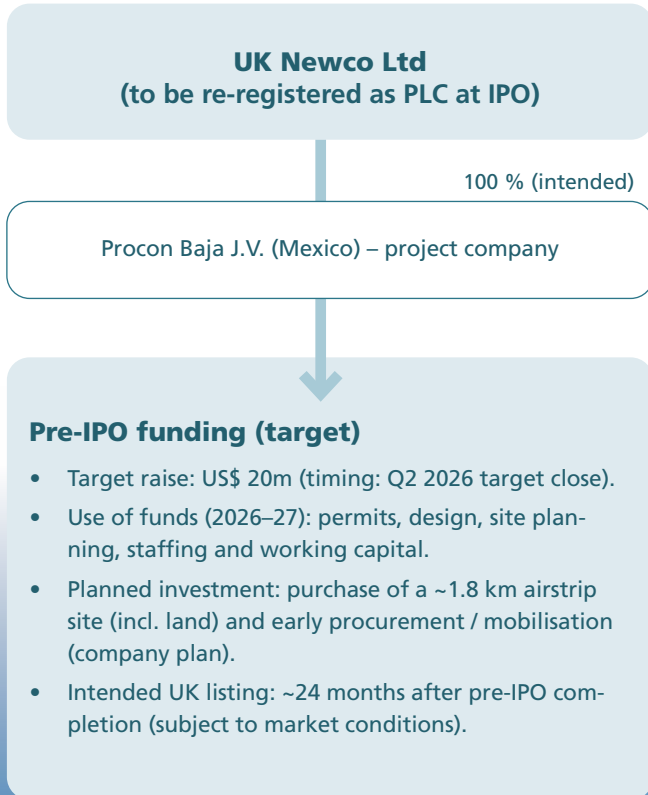 UK Newco Ltd
(to be re-registered as PLC at IPO)
100 % (intended)
Procon Baja J.V. (Mexico) – project company
Pre-IPO funding (target)
• Target raise: US$ 20m (timing: Q2 2026 target close).
• Use of funds (2026–27): permits, design, site plan-
ning, staffing and working capital.
• Planned investment: purchase of a ~1.8 km airstrip
site (incl. land) and early procurement / mobilisation
(company plan).
• Intended UK listing: ~24 months after pre-IPO com-
pletion (subject to market conditions).